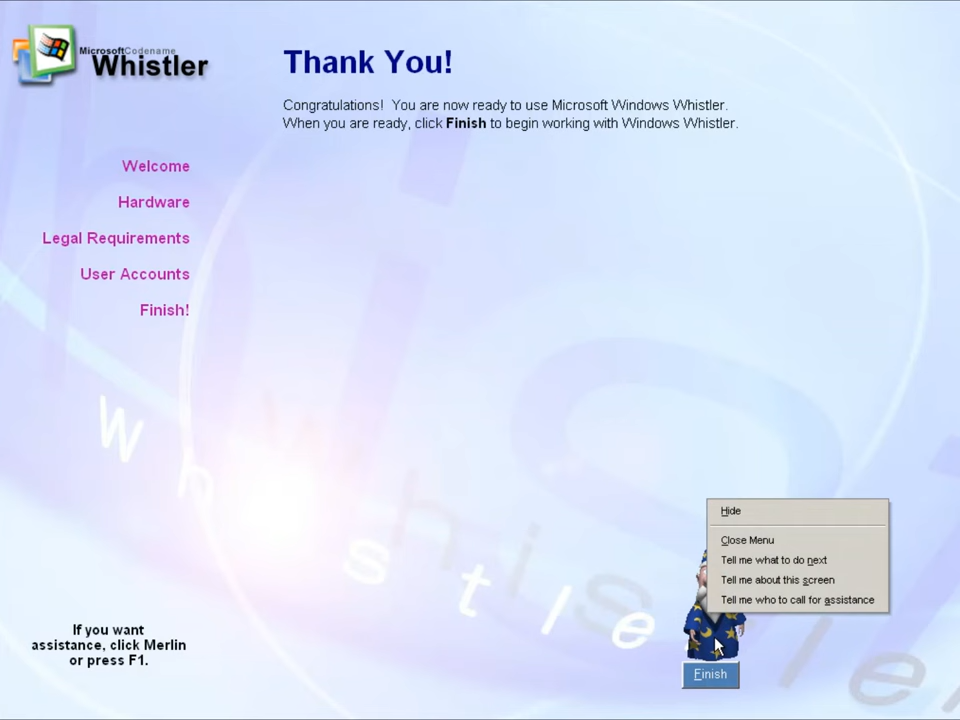 MicrosoftCodename
Whistler
Thank You!
Congratulations! You are now ready to use Microsoft Windows Whistler.
When you are ready, click Finish to begin working with Windows Whistler.
Welcome
Hardware
Legal Requirements
User Accounts
Finish!
Whistle
whistle
Hide
Close Menu
Tell me what to do next
Tell me about this screen
Tell me who to call for assistance
If you want
assistance, click Merlin
or press F1.
Finish